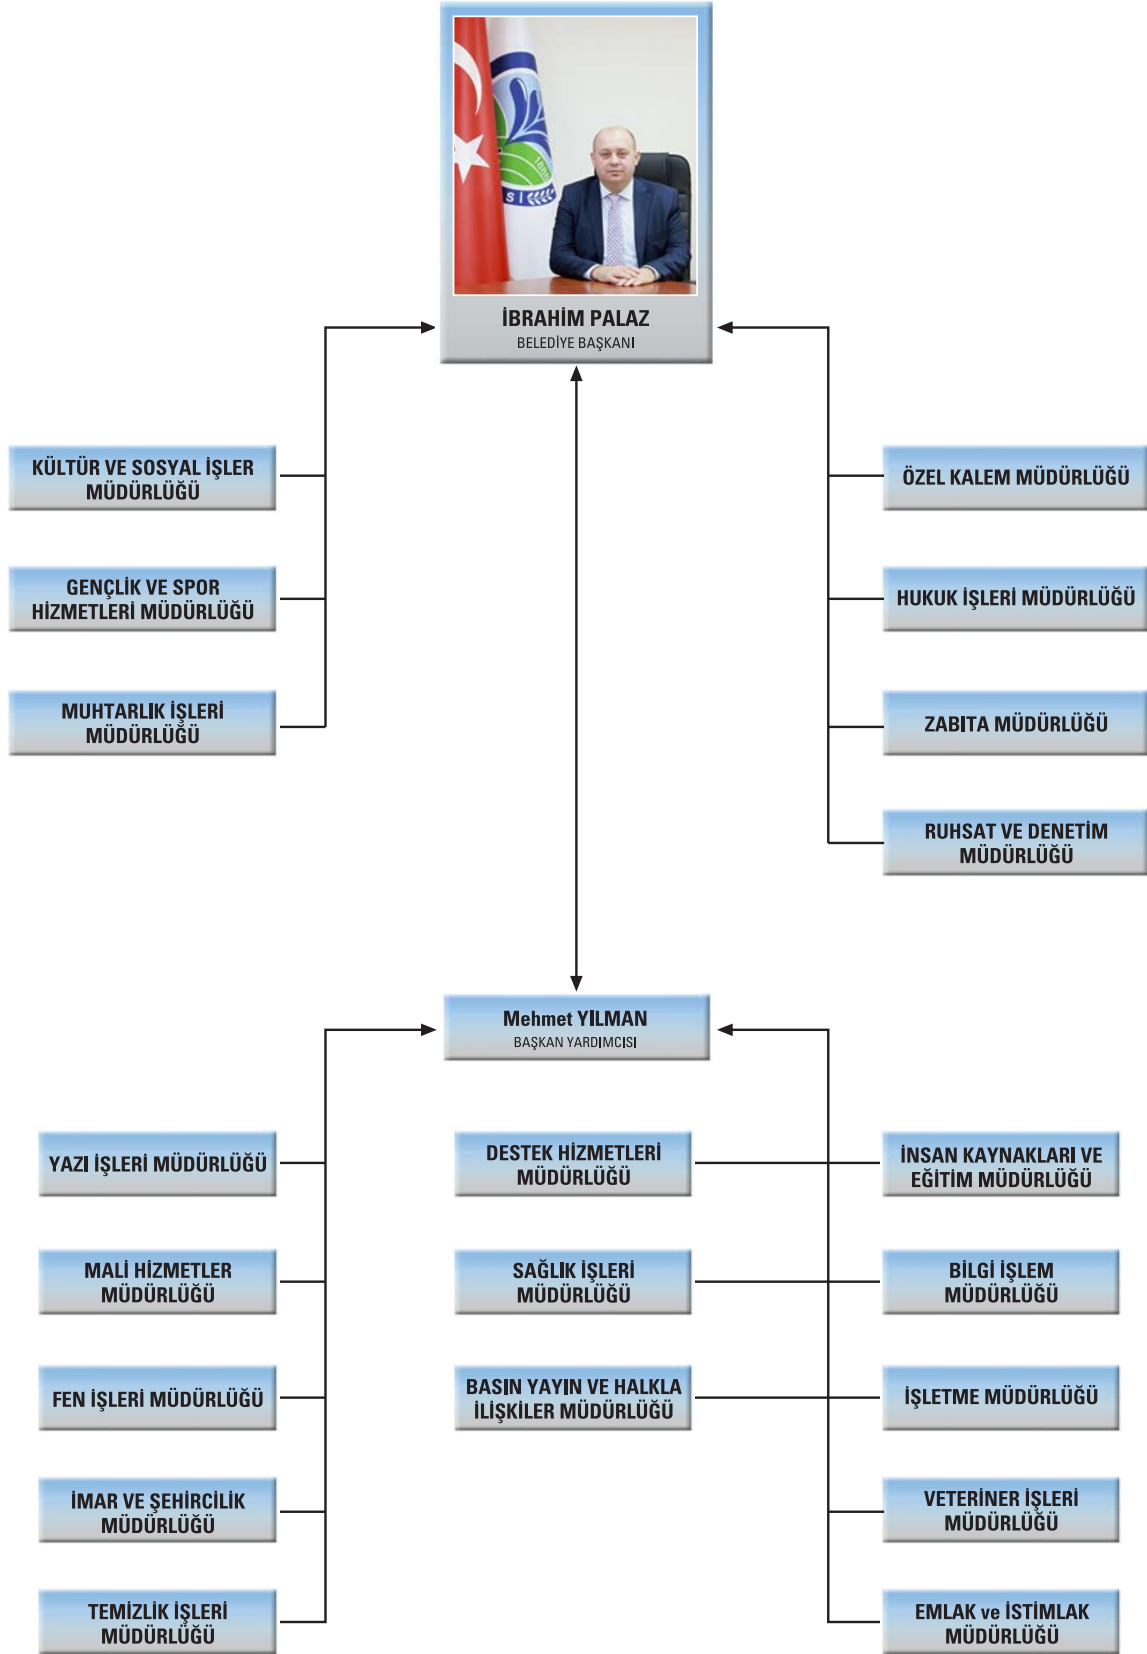 1880
SI
İBRAHİM PALAZ
BELEDİYE BAŞKANI
KÜLTÜR VE SOSYAL İŞLER
MÜDÜRLÜĞÜ
GENÇLİK VE SPOR
HİZMETLERİ MÜDÜRLÜĞÜ
MUHTARLIK İŞLERİ
MÜDÜRLÜĞÜ
ÖZEL KALEM MÜDÜRLÜĞÜ
HUKUK İŞLERİ MÜDÜRLÜĞÜ
ZABITA MÜDÜRLÜĞÜ
RUHSAT VE DENETİM
MÜDÜRLÜĞÜ
Mehmet YILMAN
BAŞKAN YARDIMCISI
YAZI İŞLERİ MÜDÜRLÜĞÜ
MALİ HİZMETLER
MÜDÜRLÜĞÜ
FEN İŞLERİ MÜDÜRLÜĞÜ
İMAR VE ŞEHİRCİLİK
MÜDÜRLÜĞÜ
TEMİZLİK İŞLERİ
MÜDÜRLÜĞÜ
DESTEK HİZMETLERİ
MÜDÜRLÜĞÜ
SAĞLIK İŞLERİ
MÜDÜRLÜĞÜ
BASIN YAYIN VE HALKLA
İLİŞKİLER MÜDÜRLÜĞÜ
İNSAN KAYNAKLARI VE
EĞİTİM MÜDÜRLÜĞÜ
BİLGİ İŞLEM
MÜDÜRLÜĞÜ
İŞLETME MÜDÜRLÜĞÜ
VETERİNER İŞLERİ
MÜDÜRLÜĞÜ
EMLAK ve İSTİMLAK
MÜDÜRLÜĞÜ